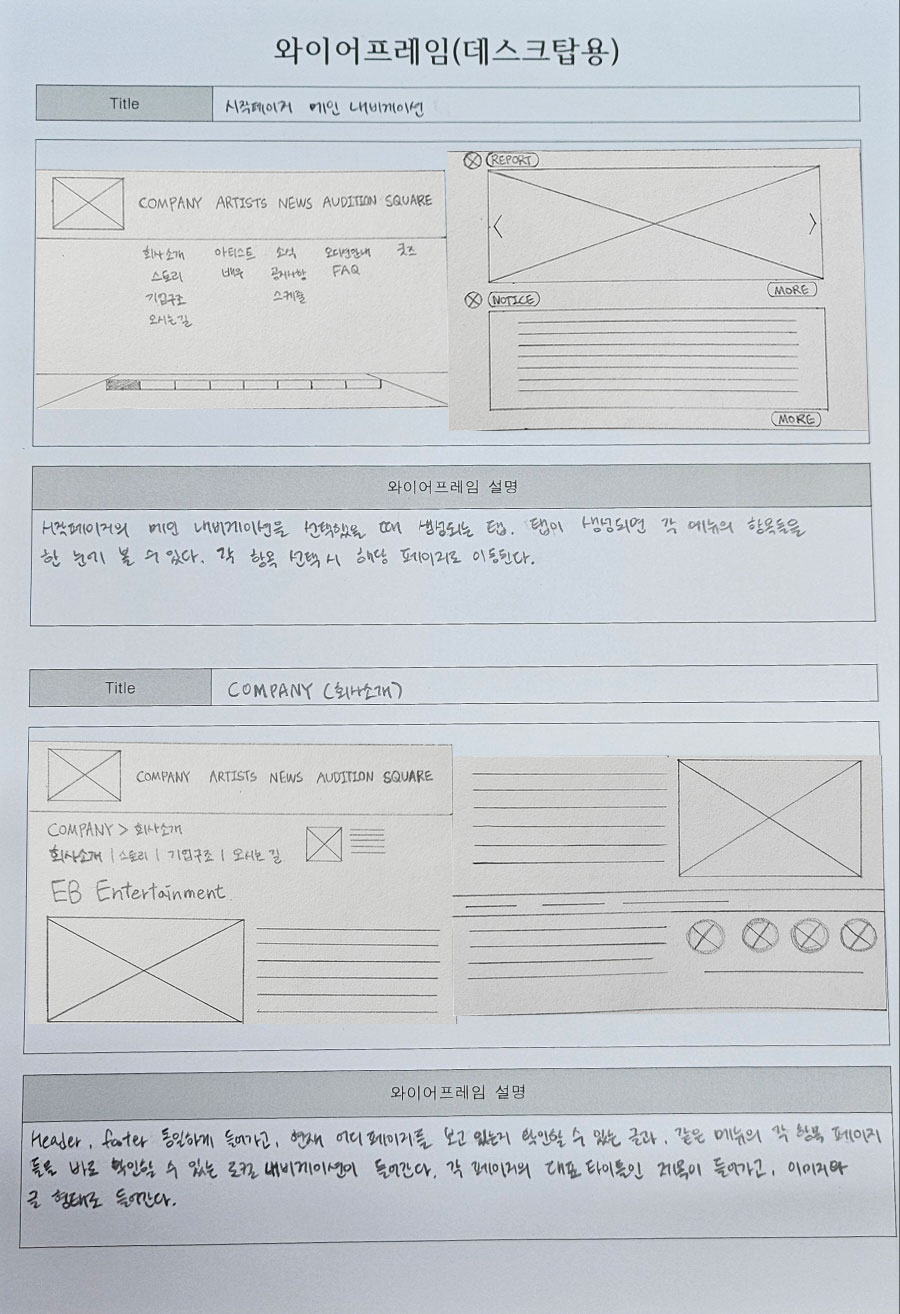 와이어프레임(데스크탑용)
Title
시작페이지 메인 내비게이션
COMPANY ARTISTS NEWS AUDITION SQUARE
회사소개 아티스트 소식 오디션안내 굿즈
스토리 배우 공지사항 FAQ
기업구조 스케줄
오시는 길
REPORT
< >
MORE
NOTICE
MORE
와이어프레임 설명
시작페이지의 메인 내비게이션을 선택했을 때 생성되는 탭. 탭이 생성되면 각 메뉴의 항목들을
한 눈에 볼 수 있다. 각 항목 선택 시 해당 페이지로 이동된다.
Title
COMPANY (회사소개)
COMPANY ARTISTS NEWS AUDITION SQUARE
COMPANY > 회사소개
회사소개 | 스토리 | 기업구조 | 오시는 길
EB Entertainment
와이어프레임 설명
Header, footer 동일하게 들어가고, 현재 어디 페이지를 보고 있는지 확인할 수 있는 글과, 같은 메뉴의 각 항목 페이지
들을 바로 확인할 수 있는 로컬 내비게이션이 들어간다. 각 페이지의 대표 타이틀인 제목이 들어가고, 이미지와
글 형태로 들어간다.